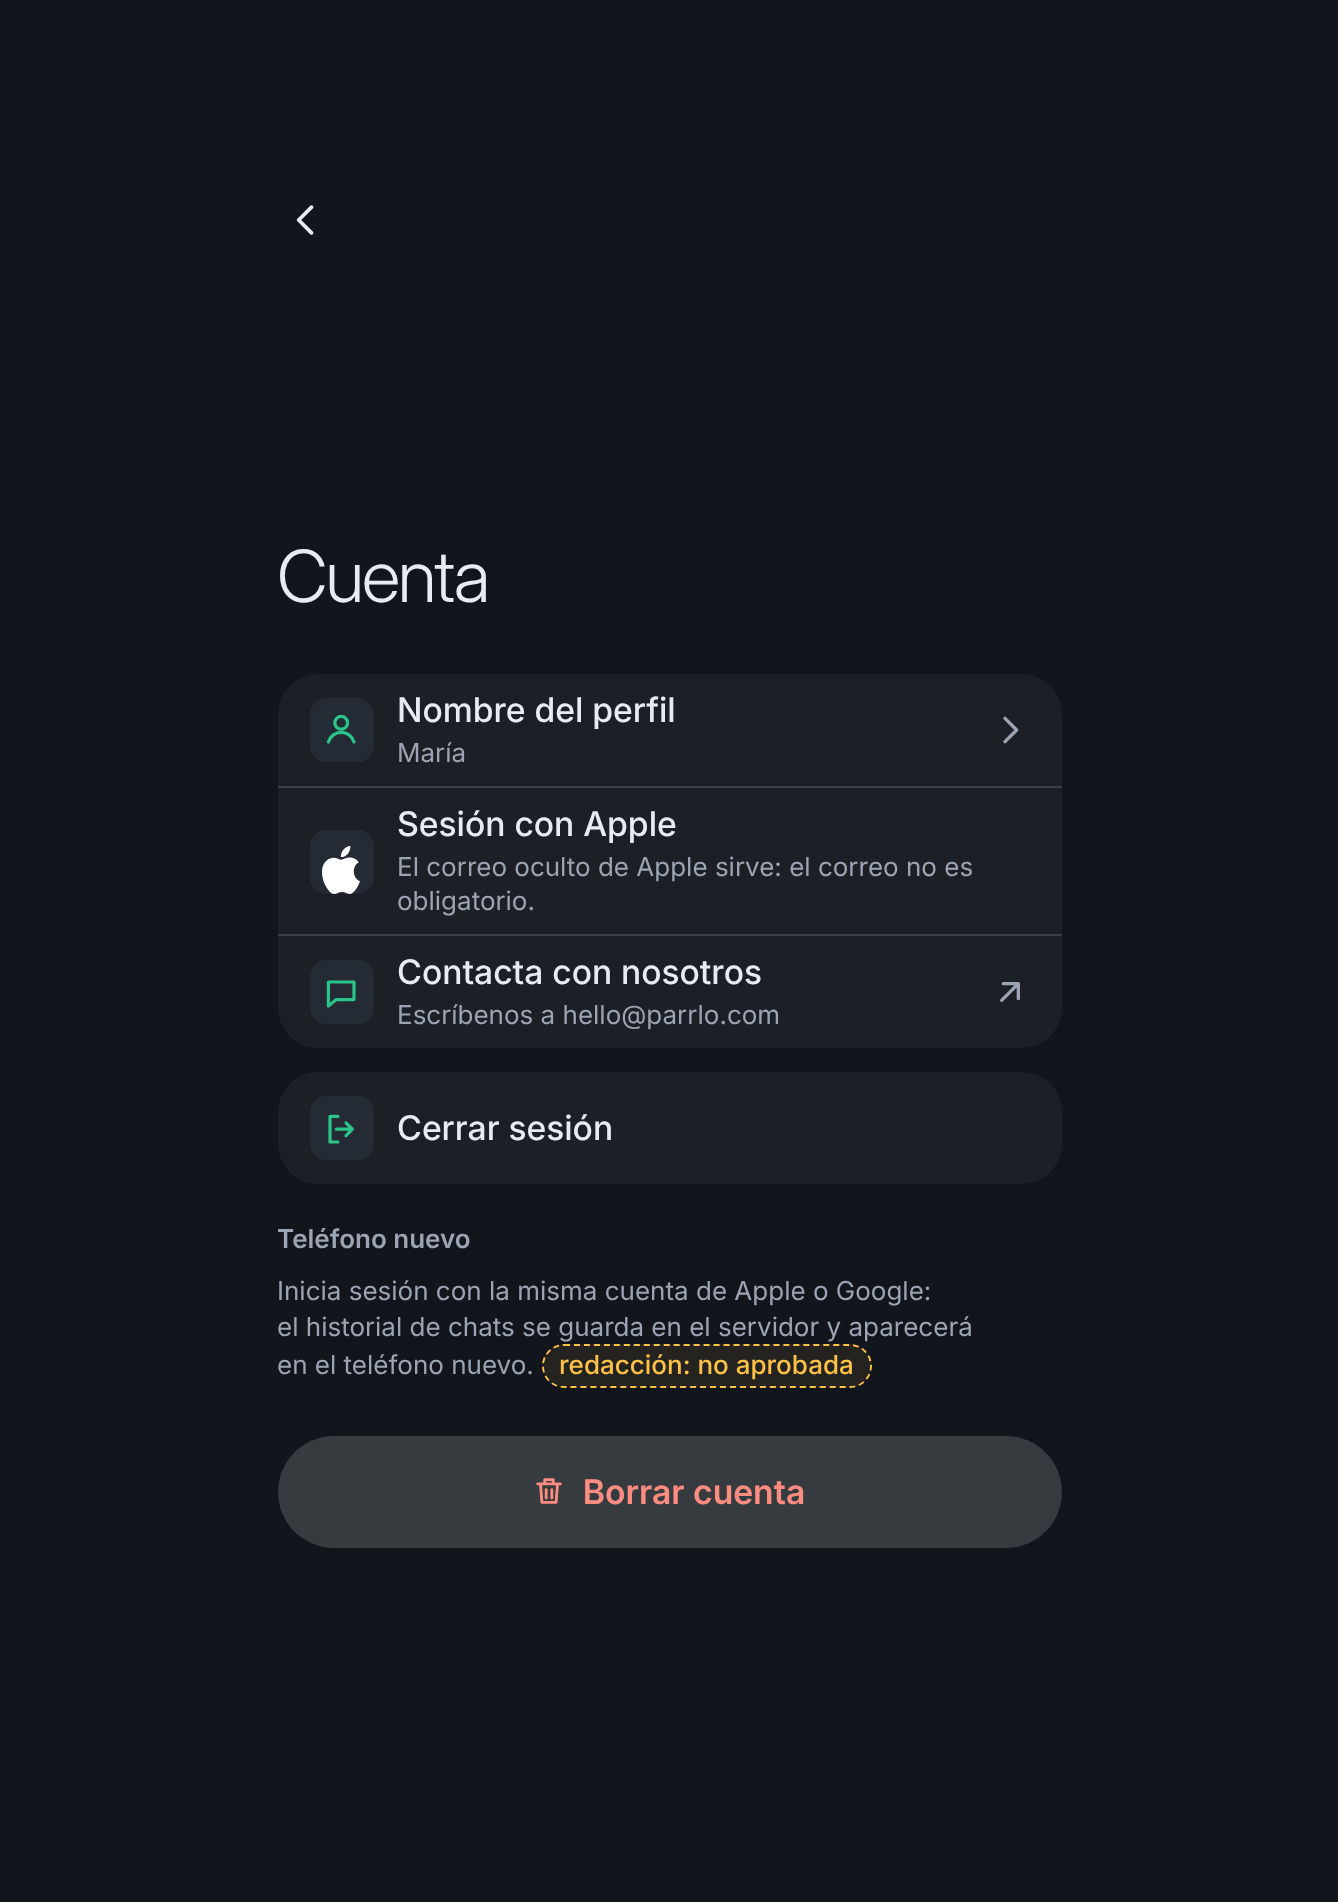 Cuenta
Nombre del perfil
María
Sesión con Apple
El correo oculto de Apple sirve: el correo no es
obligatorio.
Contacta con nosotros
Escríbenos a hello@parrlo.com
Cerrar sesión
Teléfono nuevo
Inicia sesión con la misma cuenta de Apple o Google:
el historial de chats se guarda en el servidor y aparecerá
en el teléfono nuevo. redacción: no aprobada
Borrar cuenta